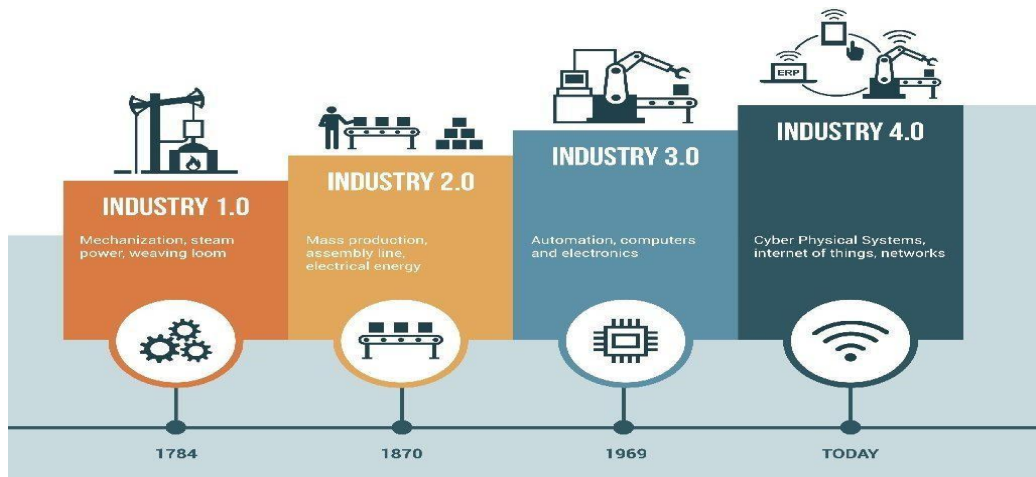 ERP
INDUSTRY 1.0
Mechanization, steam
power, weaving loom
INDUSTRY 2.0
Mass production,
assembly line,
electrical energy
INDUSTRY 3.0
Automation, computers
and electronics
INDUSTRY 4.0
Cyber Physical Systems,
internet of things, networks
1784
1870
1969
TODAY